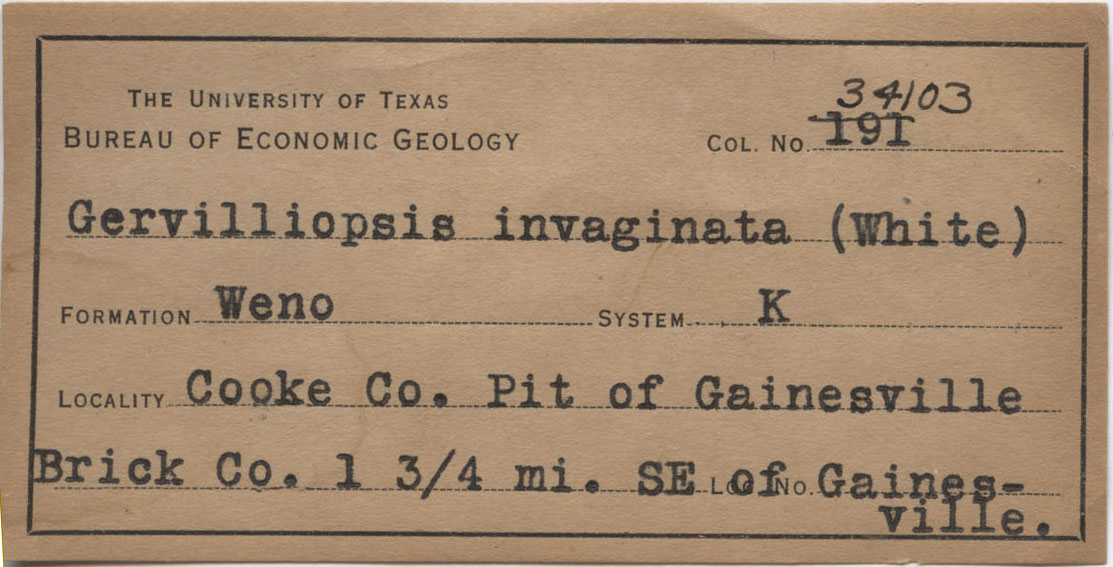 34103
THE UNIVERSITY OF TEXAS
BUREAU OF ECONOMIC GEOLOGY COL. NO. 191
Gervilliopsis invaginata (White)
FORMATION Weno SYSTEM K
LOCALITY Cooke Co. Pit of Gainesville
Brick Co. 1 3/4 mi. SE of LOC. NO. Gaines-
ville.